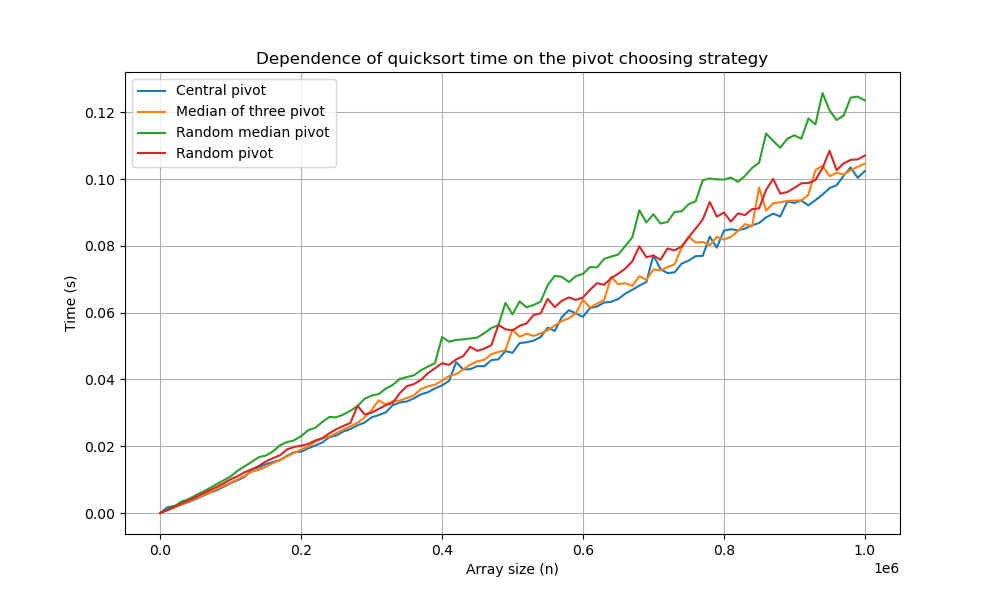 Dependence of quicksort time on the pivot choosing strategy
Central pivot
Median of three pivot
Random median pivot
Random pivot
0.12
0.10
0.08
0.06
0.04
0.02
0.00
Time (s)
0.0 0.2 0.4 0.6 0.8 1.0
1e6
Array size (n)